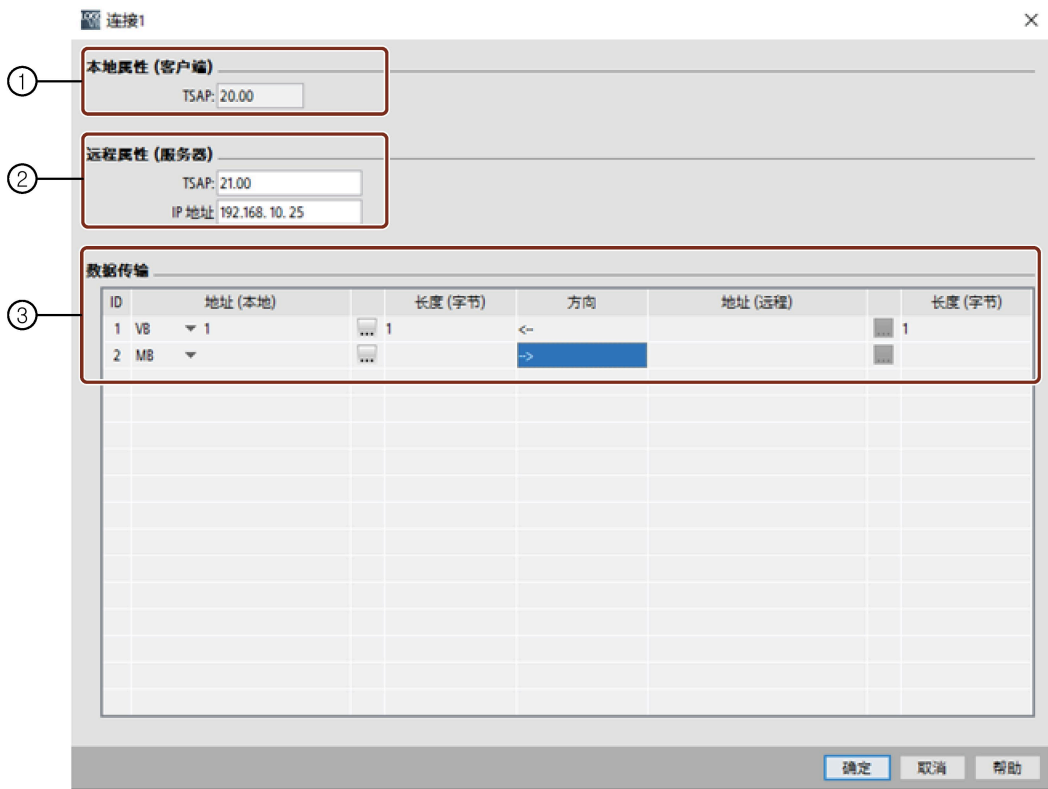 连接1
①
本地属性 (客户端)
TSAP: 20.00
②
远程属性 (服务器)
TSAP: 21.00
IP 地址 192.168. 10. 25
③
数据传输
ID 地址 (本地) 长度 (字节) 方向 地址 (远程) 长度 (字节)
1 VB 1 ... 1 <-- ... 1
2 MB ... --> ...
确定 取消 帮助